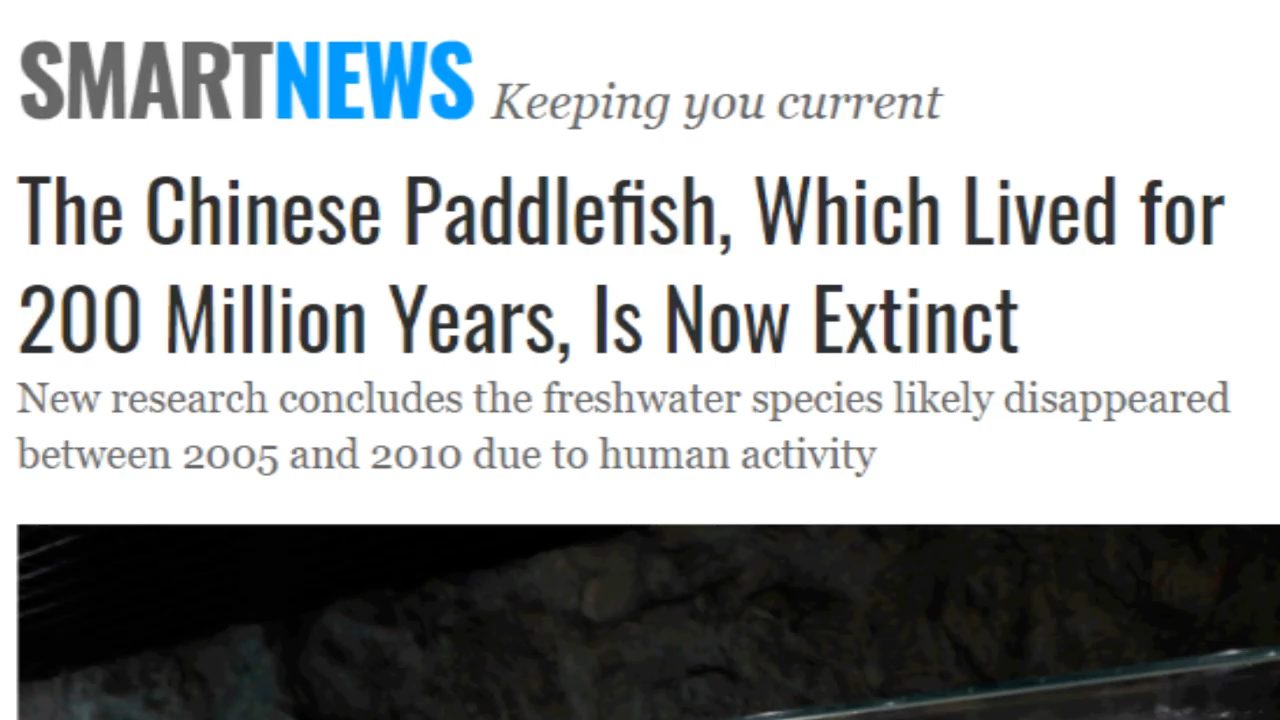 SMARTNEWS Keeping you current
The Chinese Paddlefish, Which Lived for
200 Million Years, Is Now Extinct
New research concludes the freshwater species likely disappeared
between 2005 and 2010 due to human activity